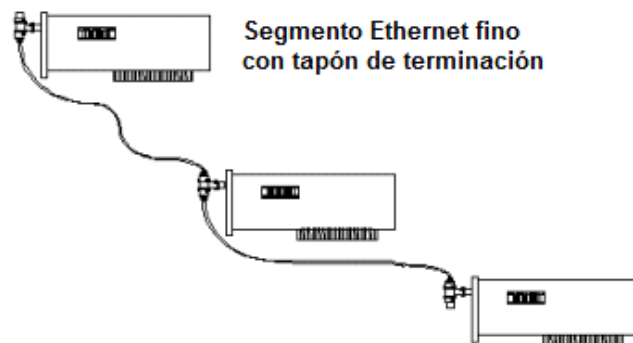 Segmento Ethernet fino
con tapón de terminación